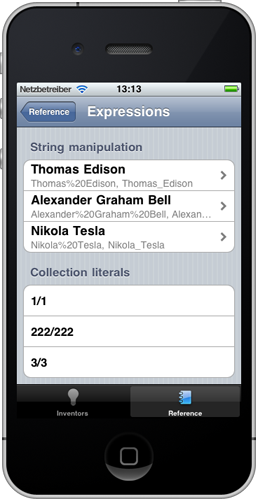 Netzbetreiber 13:13
Reference Expressions
String manipulation
Thomas Edison
Thomas%20Edison, Thomas_Edison
Alexander Graham Bell
Alexander%20Graham%20Bell, Alexan...
Nikola Tesla
Nikola%20Tesla, Nikola_Tesla
Collection literals
1/1
222/222
3/3
Inventors Reference